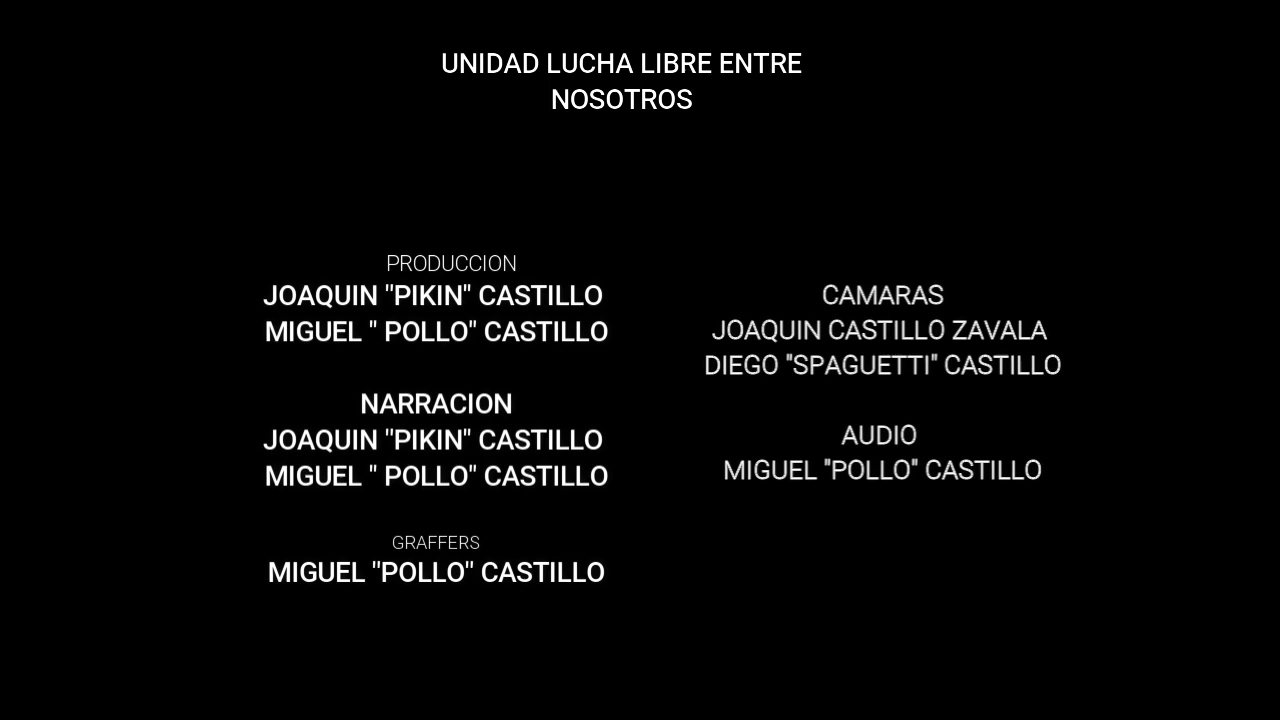 UNIDAD LUCHA LIBRE ENTRE
NOSOTROS
PRODUCCION
JOAQUIN "PIKIN" CASTILLO
MIGUEL " POLLO" CASTILLO
NARRACION
JOAQUIN "PIKIN" CASTILLO
MIGUEL " POLLO" CASTILLO
GRAFFERS
MIGUEL "POLLO" CASTILLO
CAMARAS
JOAQUIN CASTILLO ZAVALA
DIEGO "SPAGUETTI" CASTILLO
AUDIO
MIGUEL "POLLO" CASTILLO